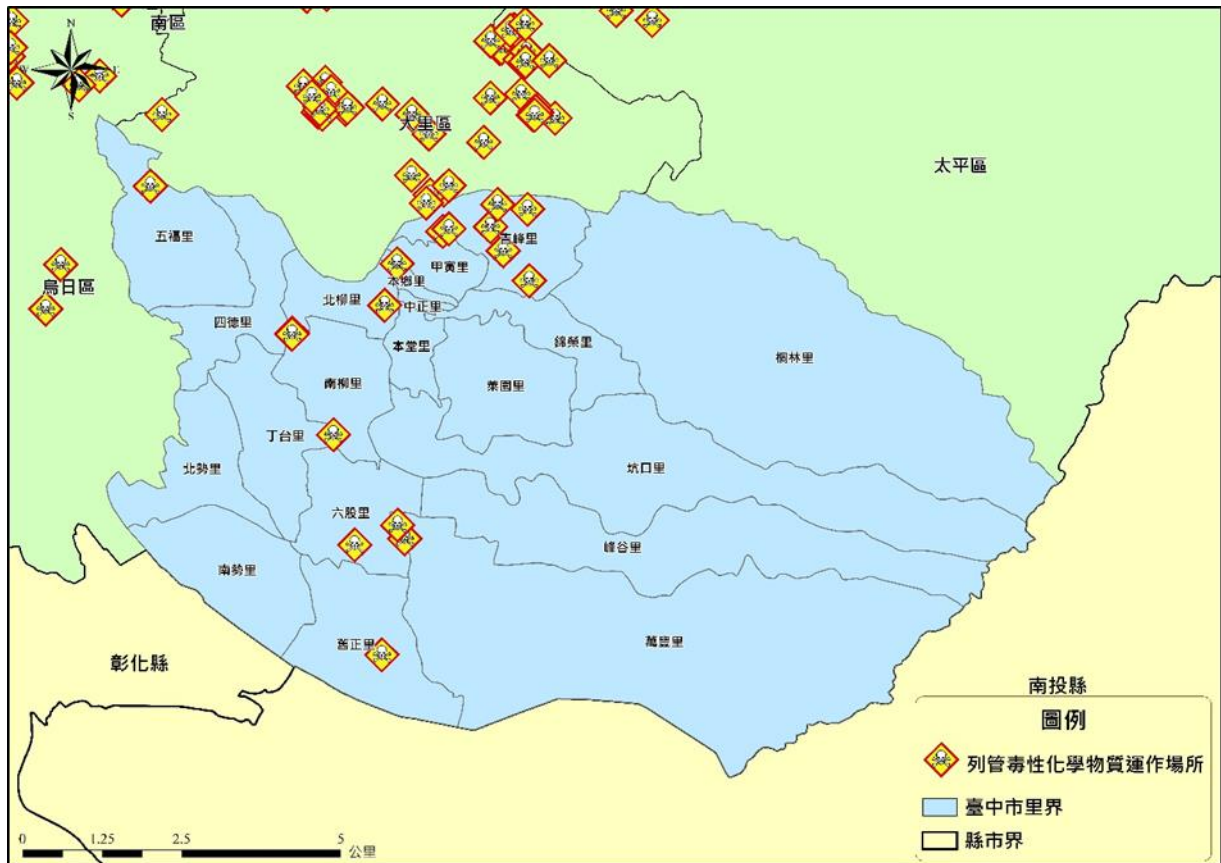 南區
N
W
E
S
大里區
太平區
五福里
吉峰里
甲寅里
烏日區
本鄉里
北柳里
中正里
四德里
本堂里
錦榮里
桐林里
南柳里
萊園里
丁台里
北勢里
坑口里
六股里
峰谷里
南勢里
舊正里
萬豐里
彰化縣
南投縣
圖例
列管毒性化學物質運作場所
臺中市里界
縣市界
0 1.25 2.5 5 公里